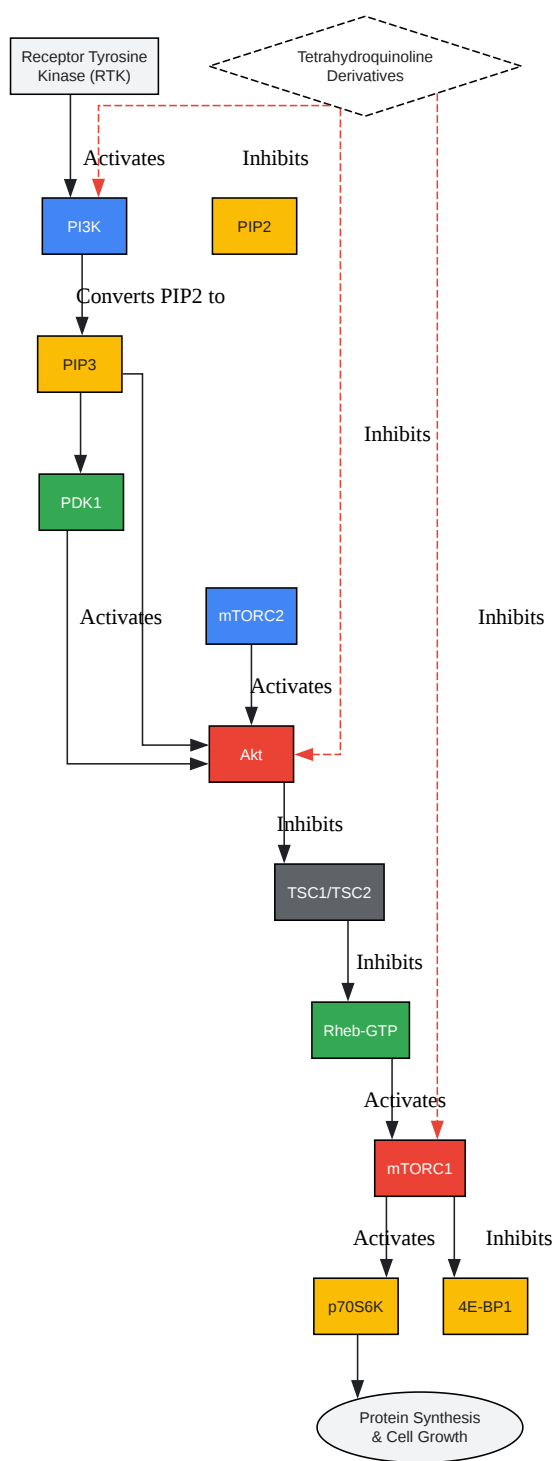 Receptor Tyrosine
Kinase (RTK)
Tetrahydroquinoline
Derivatives
Activates
Inhibits
PI3K
PIP2
Converts PIP2 to
PIP3
Inhibits
PDK1
Activates
mTORC2
Inhibits
Activates
Akt
Inhibits
TSC1/TSC2
Inhibits
Rheb-GTP
Activates
mTORC1
Activates
Inhibits
p70S6K
4E-BP1
Protein Synthesis
& Cell Growth